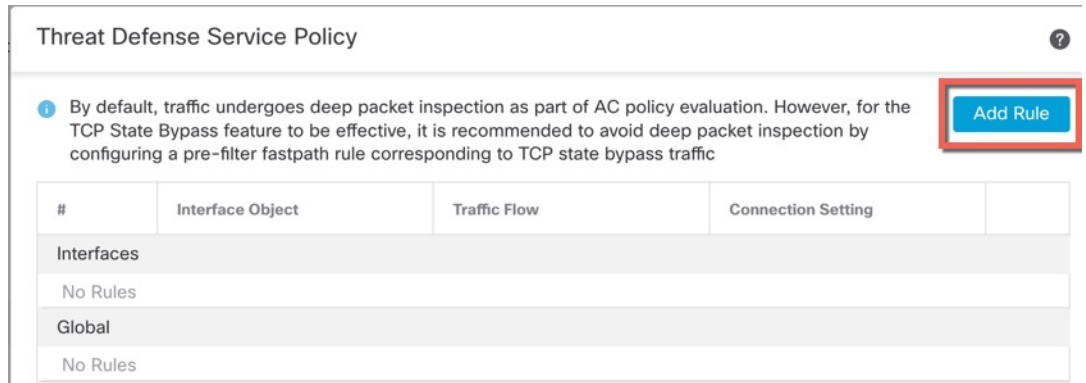 Threat Defense Service Policy
?
i
By default, traffic undergoes deep packet inspection as part of AC policy evaluation. However, for the
TCP State Bypass feature to be effective, it is recommended to avoid deep packet inspection by
configuring a pre-filter fastpath rule corresponding to TCP state bypass traffic
Add Rule
# Interface Object Traffic Flow Connection Setting
Interfaces
No Rules
Global
No Rules